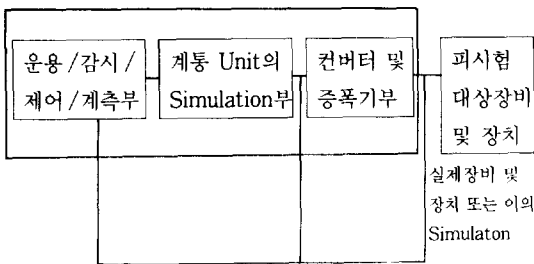 운용/감시/
제어/계측부
계통 Unit의
Simulation부
컨버터 및
증폭기부
피시험
대상장비
및 장치
실제장비 및
장치 또는 이의
Simulaton